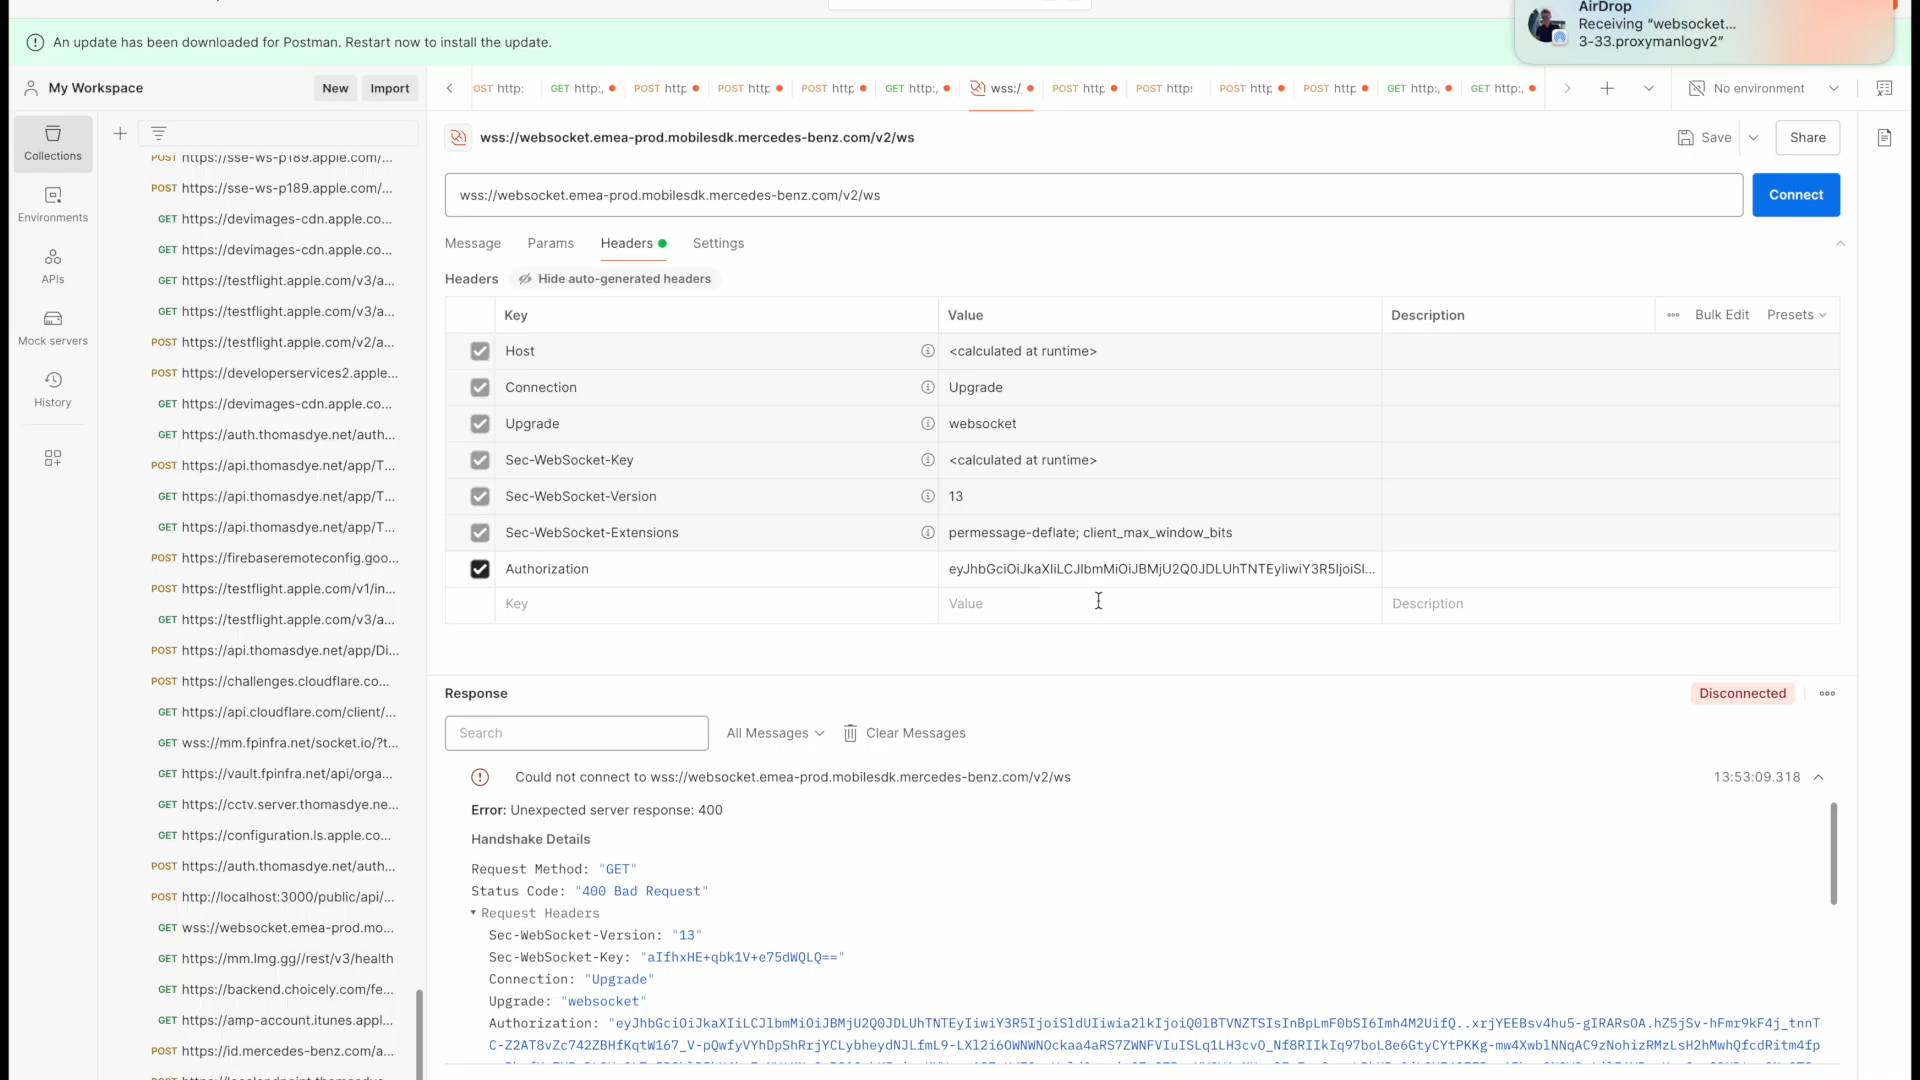 AirDrop
Receiving “websocket...
3-33.proxymanlogv2”
An update has been downloaded for Postman. Restart now to install the update.
My Workspace
New
Import
OST http:
GET http:,
POST http
POST http
POST http
GET http:,
wss:/,
POST http
POST http:
POST http
POST http
GET http:,
GET http:,
No environment
Collections
Environments
APIs
Mock servers
History
POST https://sse-ws-p189.apple.com/...
POST https://sse-ws-p189.apple.com/...
GET https://devimages-cdn.apple.co...
GET https://devimages-cdn.apple.co...
GET https://testflight.apple.com/v3/a...
GET https://testflight.apple.com/v3/a...
POST https://testflight.apple.com/v2/a...
POST https://developerservices2.apple...
GET https://devimages-cdn.apple.co...
GET https://auth.thomasdye.net/auth...
POST https://api.thomasdye.net/app/T...
GET https://api.thomasdye.net/app/T...
GET https://api.thomasdye.net/app/T...
POST https://firebaseremoteconfig.goo...
POST https://testflight.apple.com/v1/in...
GET https://testflight.apple.com/v3/a...
POST https://api.thomasdye.net/app/Di...
POST https://challenges.cloudflare.co...
GET https://api.cloudflare.com/client/...
GET wss://mm.fpinfra.net/socket.io/?t...
GET https://vault.fpinfra.net/api/orga...
GET https://cctv.server.thomasdye.ne...
GET https://configuration.ls.apple.co...
POST https://auth.thomasdye.net/auth...
POST http://localhost:3000/public/api/...
GET wss://websocket.emea-prod.mo...
GET https://mm.lmg.gg//rest/v3/health
GET https://backend.choicely.com/fe...
GET https://amp-account.itunes.appl...
POST https://id.mercedes-benz.com/a...
wss://websocket.emea-prod.mobilesdk.mercedes-benz.com/v2/ws
Save
Share
wss://websocket.emea-prod.mobilesdk.mercedes-benz.com/v2/ws
Connect
Message
Params
Headers
Settings
Headers
Hide auto-generated headers
Key
Value
Description
Bulk Edit
Presets
Host
<calculated at runtime>
Connection
Upgrade
Upgrade
websocket
Sec-WebSocket-Key
<calculated at runtime>
Sec-WebSocket-Version
13
Sec-WebSocket-Extensions
permessage-deflate; client_max_window_bits
Authorization
Key
Value
Description
Response
Disconnected
Search
All Messages
Clear Messages
Could not connect to wss://websocket.emea-prod.mobilesdk.mercedes-benz.com/v2/ws
13:53:09.318
Error: Unexpected server response: 400
Handshake Details
Request Method: "GET"
Status Code: "400 Bad Request"
Request Headers
Sec-WebSocket-Version: "13"
Sec-WebSocket-Key: "aIfhxHE+qbk1V+e75dWQLQ=="
Connection: "Upgrade"
Upgrade: "websocket"
Authorization: